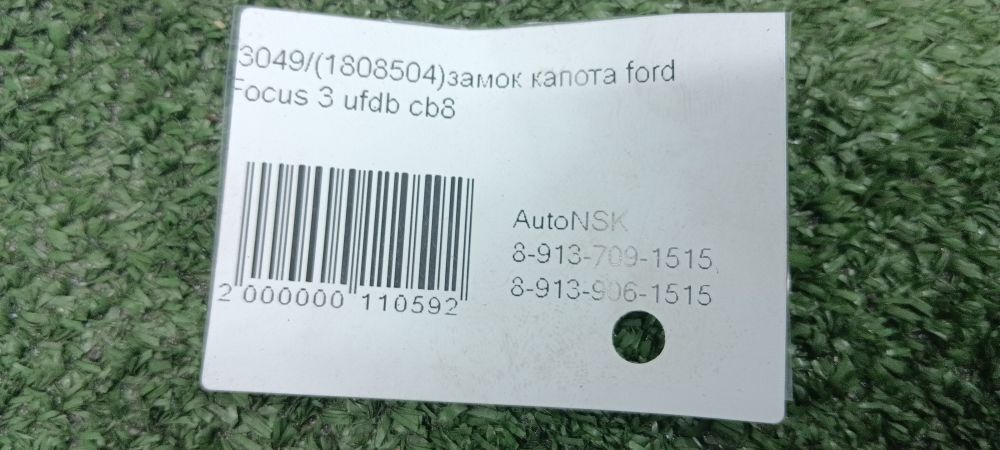 3049/(1808504)замок капота ford
Focus 3 ufdb cb8
2 000000 110592
AutoNSK
8-913-709-1515,
8-913-906-1515